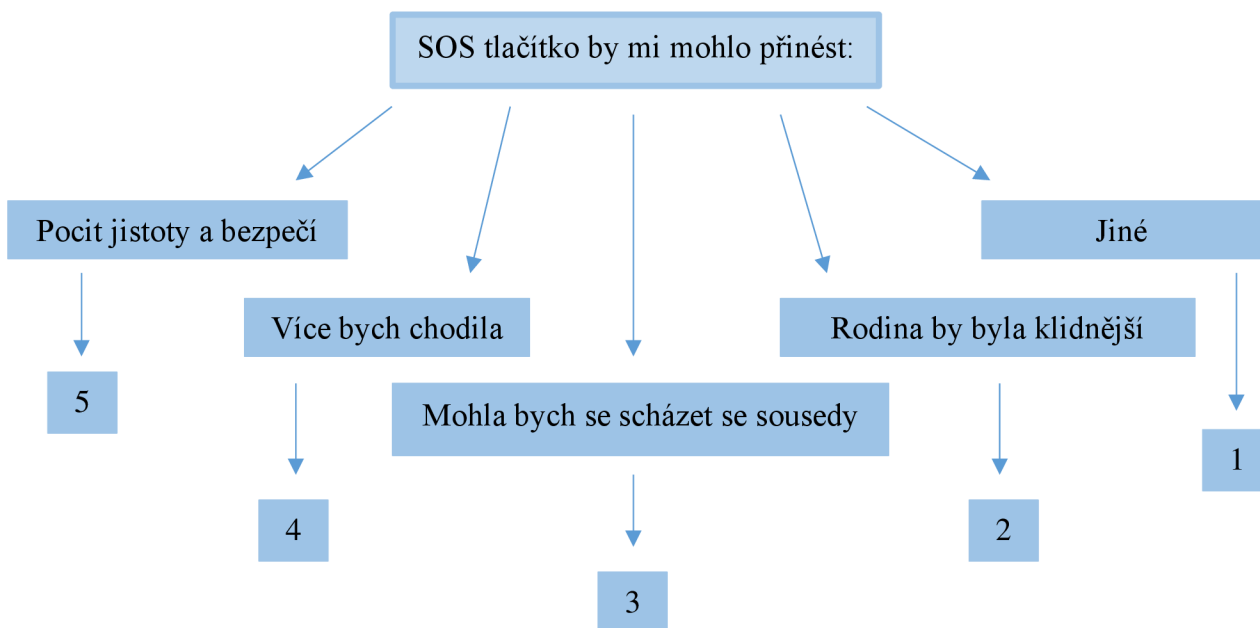 SOS tlačítko by mi mohlo přinést:
Pocit jistoty a bezpečí
Jiné
Více bych chodila
Rodina by byla klidnější
5
Mohla bych se scházet se sousedy
1
4
2
3